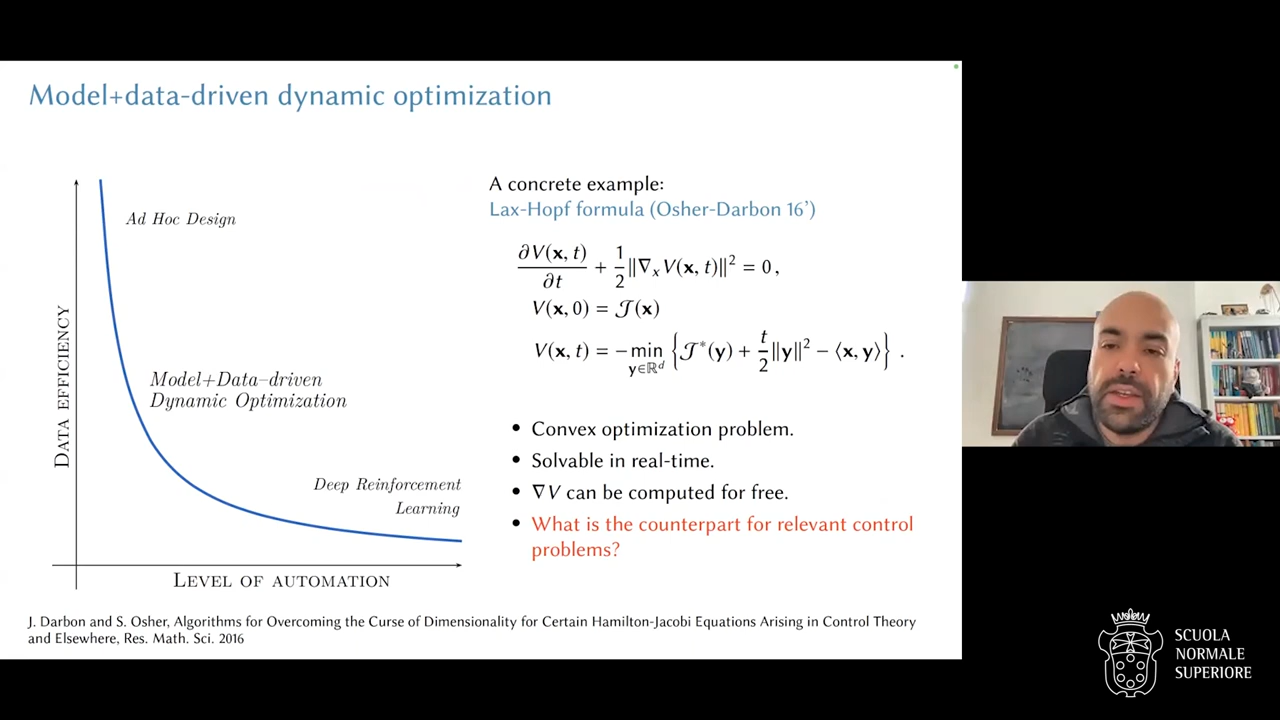 Model+data-driven dynamic optimization
DATA EFFICIENCY
Ad Hoc Design
Model+Data–driven
Dynamic Optimization
Deep Reinforcement
Learning
LEVEL OF AUTOMATION
A concrete example:
Lax-Hopf formula (Osher-Darbon 16’)
∂V(x, t)/∂t + 1/2 ‖∇ₓV(x, t)‖² = 0 ,
V(x, 0) = 𝒥(x)
V(x, t) = − min_{y∈ℝᵈ} {𝒥*(y) + t/2 ‖y‖² − ⟨x, y⟩} .
• Convex optimization problem.
• Solvable in real-time.
• ∇V can be computed for free.
• What is the counterpart for relevant control
problems?
J. Darbon and S. Osher, Algorithms for Overcoming the Curse of Dimensionality for Certain Hamilton-Jacobi Equations Arising in Control Theory
and Elsewhere, Res. Math. Sci. 2016
SCUOLA
NORMALE
SUPERIORE